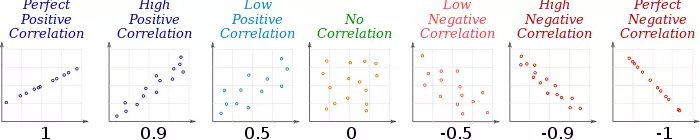 Perfect
Positive
Correlation
High
Positive
Correlation
Low
Positive
Correlation
No
Correlation
Low
Negative
Correlation
High
Negative
Correlation
Perfect
Negative
Correlation
1
0.9
0.5
0
-0.5
-0.9
-1